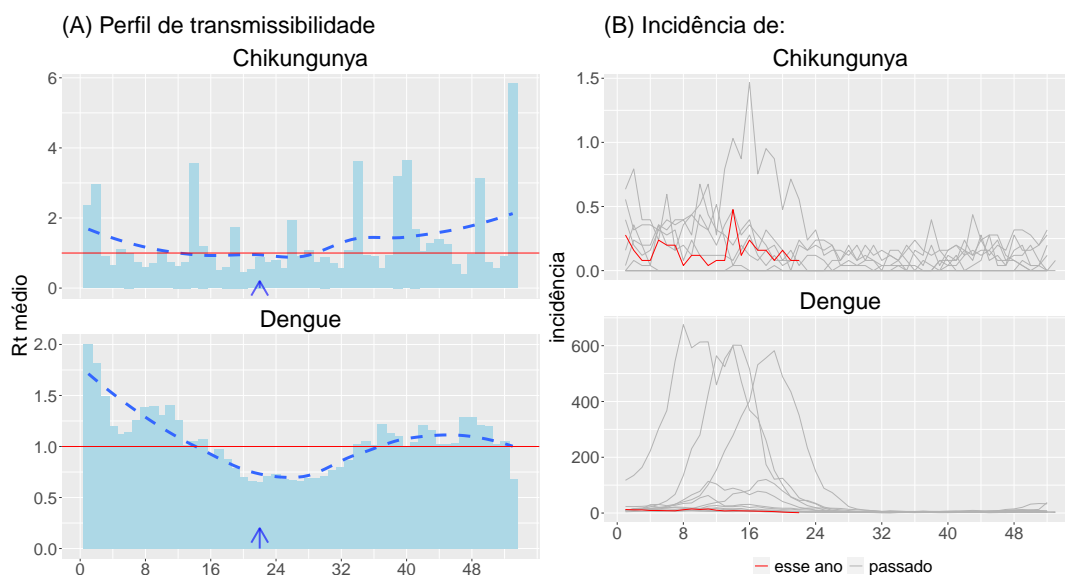 (A) Perfil de transmissibilidade
Chikungunya
6
4
2
0
Dengue
2.0
1.5
1.0
0.5
0.0
0 8 16 24 32 40 48
Rt médio
(B) Incidência de:
Chikungunya
1.5
1.0
0.5
0.0
Dengue
600
400
200
0
0 8 16 24 32 40 48
incidência
esse ano passado